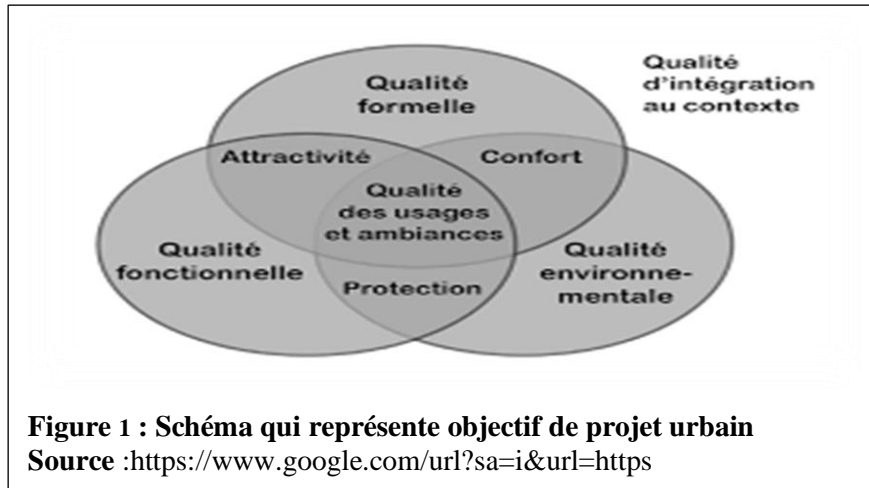 Qualité
formelle
Qualité
d'intégration
au contexte
Attractivité
Confort
Qualité
des usages
et ambiances
Qualité
fonctionnelle
Qualité
environne-
mentale
Protection
Figure 1 : Schéma qui représente objectif de projet urbain
Source :https://www.google.com/url?sa=i&url=https